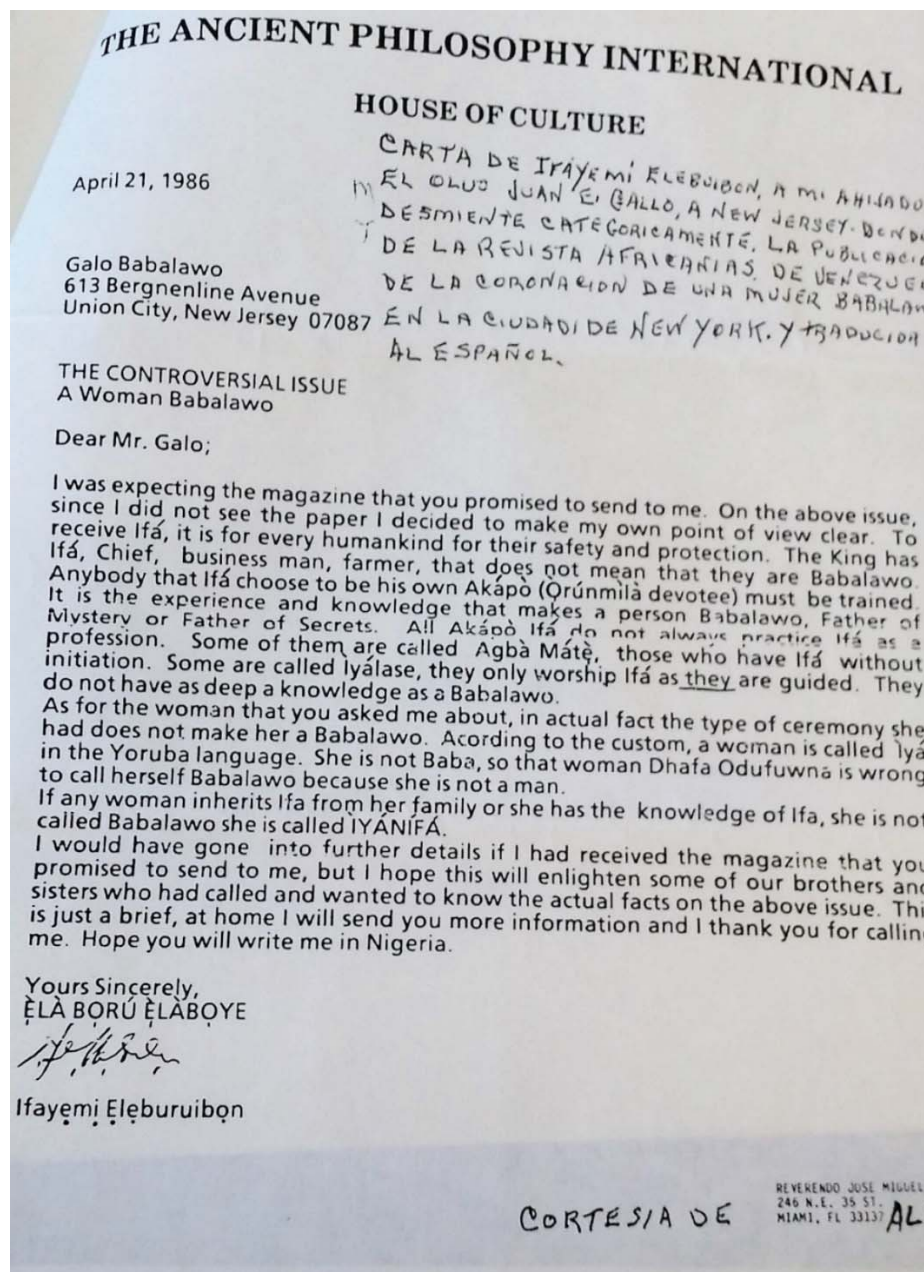 THE ANCIENT PHILOSOPHY INTERNATIONAL
HOUSE OF CULTURE
April 21, 1986
CARTA DE IFÁYEMÍ ELEBUIBON, A MI AHIJADO
EL OLUO JUAN E. GALLO, A NEW JERSEY. DONDE
DESMIENTE CATEGORICAMENTE, LA PUBLICACIO
DE LA REVISTA AFRICANIAS, DE VENEZUE
DE LA CORONACION DE UNA MUJER BABALAW
EN LA CIUDAD DE NEW YORK. Y TRADUCIDA
AL ESPAÑOL.
Galo Babalawo
613 Bergnenline Avenue
Union City, New Jersey 07087
THE CONTROVERSIAL ISSUE
A Woman Babalawo
Dear Mr. Galo;
I was expecting the magazine that you promised to send to me. On the above issue,
since I did not see the paper I decided to make my own point of view clear. To
receive Ifá, it is for every humankind for their safety and protection. The King has
Ifá, Chief, business man, farmer, that does not mean that they are Babalawo.
Anybody that Ifá choose to be his own Akápò (Ọ̀rúnmìlà devotee) must be trained.
It is the experience and knowledge that makes a person Babalawo, Father of
Mystery or Father of Secrets. All Akápò Ifá do not always practice Ifá as a
profession. Some of them are called Agbà Mátẹ̀, those who have Ifá without
initiation. Some are called Iyálase, they only worship Ifá as they are guided. They
do not have as deep a knowledge as a Babalawo.
As for the woman that you asked me about, in actual fact the type of ceremony she
had does not make her a Babalawo. Acording to the custom, a woman is called Ìyá
in the Yoruba language. She is not Baba, so that woman Dhafa Odufuwna is wrong
to call herself Babalawo because she is not a man.
If any woman inherits Ifa from her family or she has the knowledge of Ifa, she is not
called Babalawo she is called ÌYÁNÍFÁ.
I would have gone into further details if I had received the magazine that you
promised to send to me, but I hope this will enlighten some of our brothers and
sisters who had called and wanted to know the actual facts on the above issue. Thi
is just a brief, at home I will send you more information and I thank you for callin
me. Hope you will write me in Nigeria.
Yours Sincerely,
Ẹ̀LÀ BỌRÚ Ẹ̀LÀBỌYE
Ifayẹmi Ẹlẹburuibọn
CORTESIA DE
REVERENDO JOSE MIGUEL
246 N.E. 35 ST.
MIAMI, FL 33137
AL